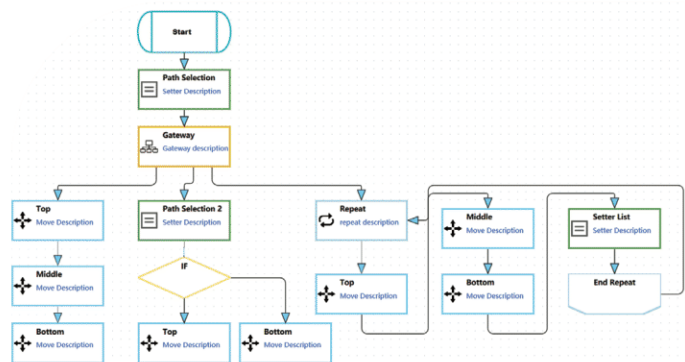 Start
Path Selection
Setter Description
Gateway
Gateway description
Top
Move Description
Path Selection 2
Setter Description
Repeat
repeat description
Middle
Move Description
Setter List
Setter Description
IF
Middle
Move Description
Top
Move Description
Bottom
Move Description
End Repeat
Bottom
Move Description
Top
Move Description
Bottom
Move Description